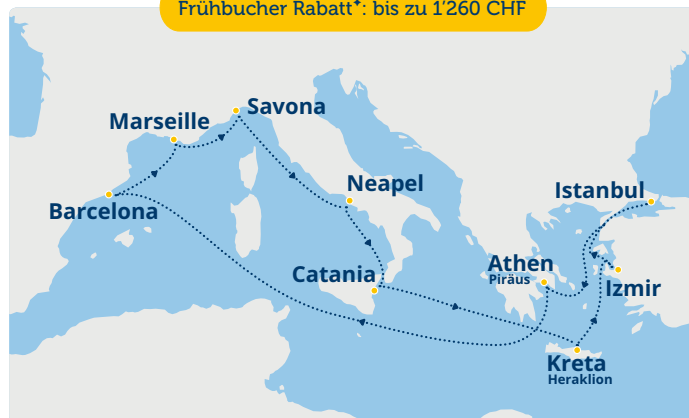 Frühbucher Rabatt✦: bis zu 1'260 CHF
Savona
Marseille
Neapel
Istanbul
Barcelona
Athen
Piräus
Catania
Izmir
Kreta
Heraklion